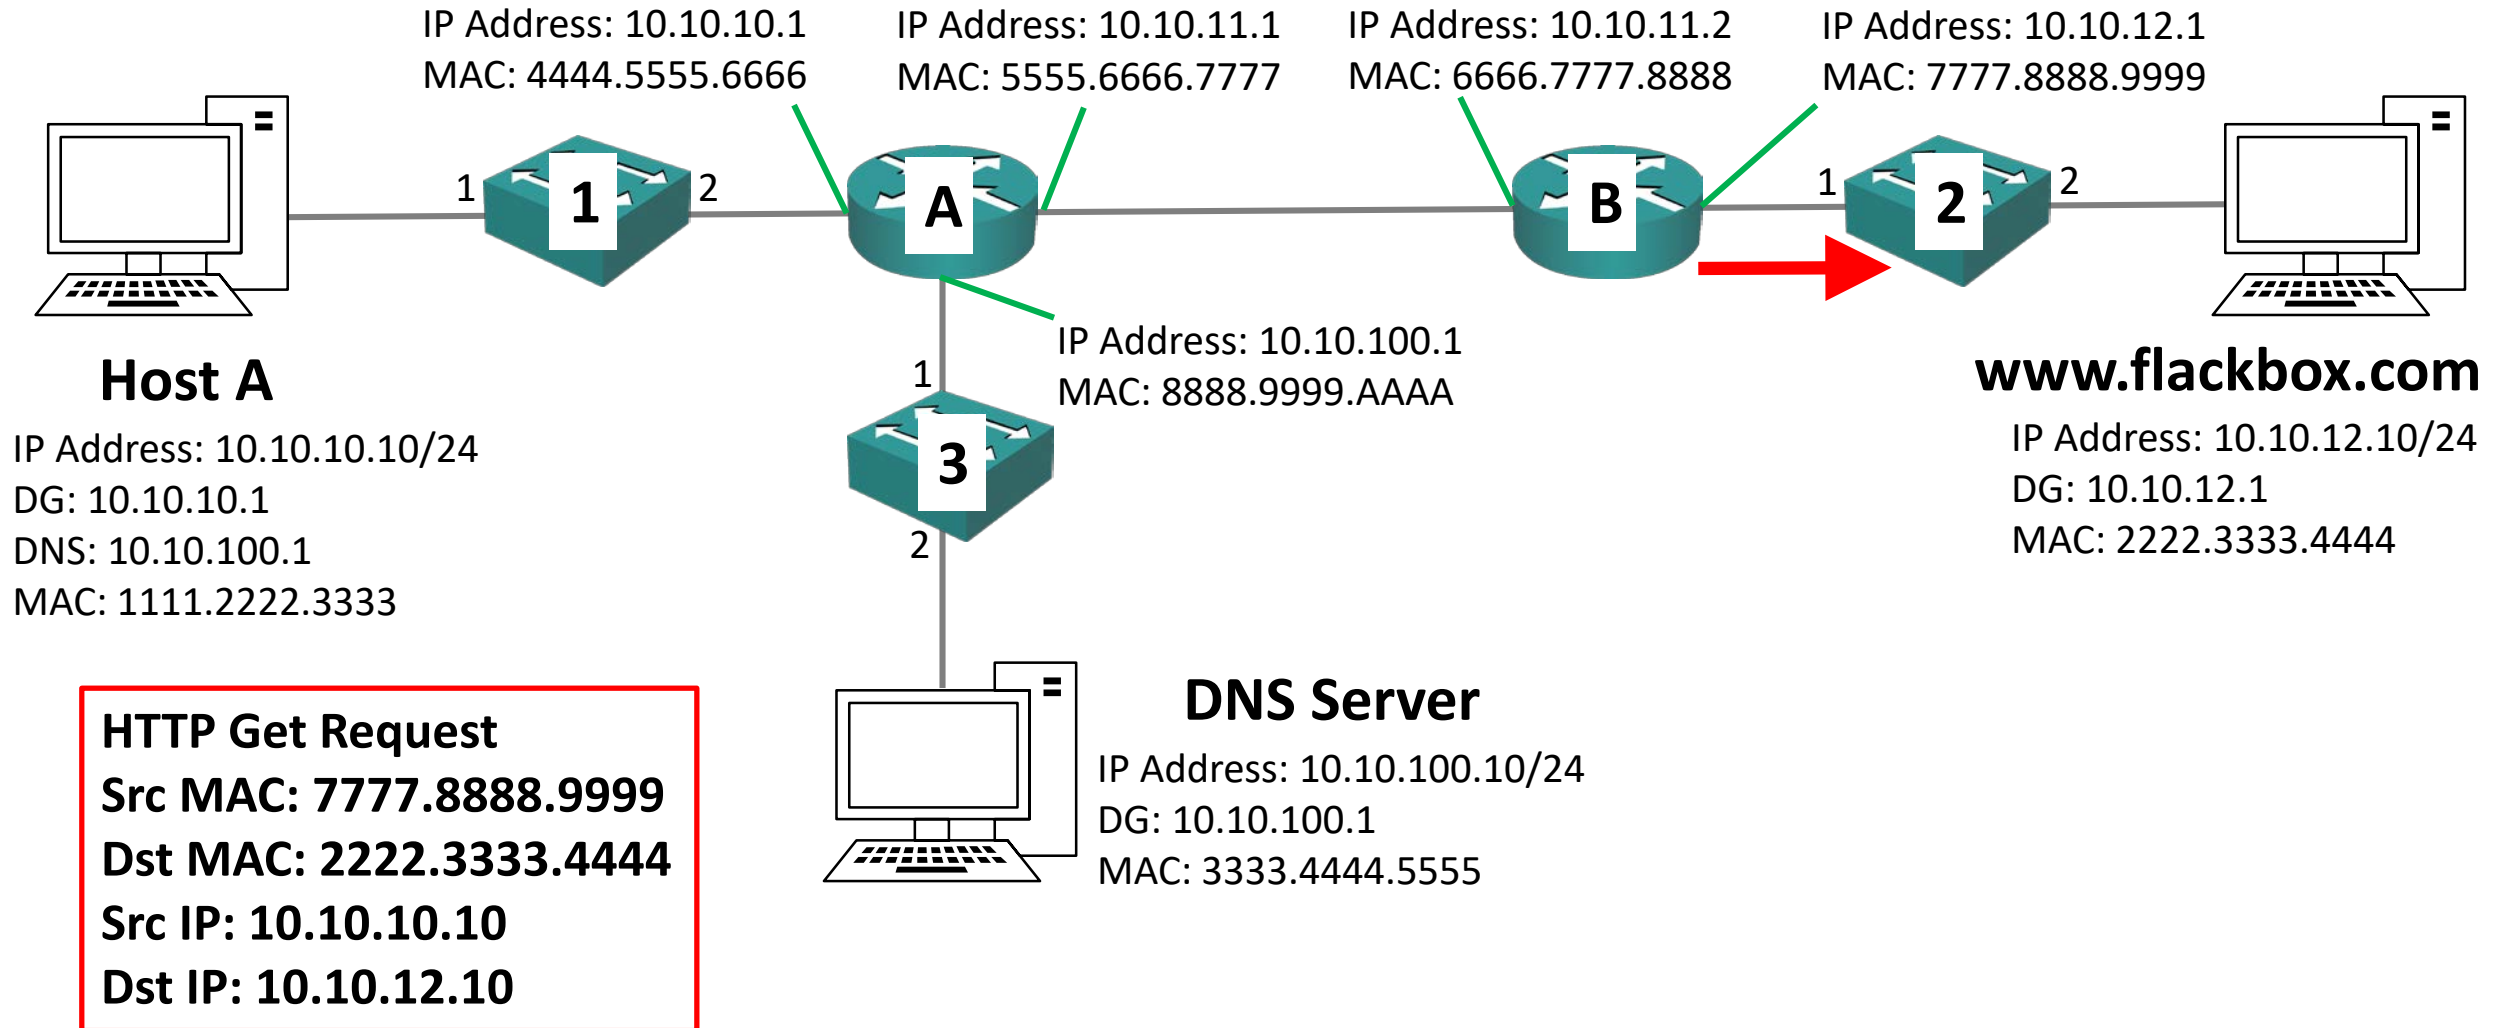 IP Address: 10.10.10.1
MAC: 4444.5555.6666
IP Address: 10.10.11.1
MAC: 5555.6666.7777
IP Address: 10.10.11.2
MAC: 6666.7777.8888
IP Address: 10.10.12.1
MAC: 7777.8888.9999
1
1
2
A
B
1
2
2
IP Address: 10.10.100.1
MAC: 8888.9999.AAAA
Host A
IP Address: 10.10.10.10/24
DG: 10.10.10.1
DNS: 10.10.100.1
MAC: 1111.2222.3333
1
3
2
www.flackbox.com
IP Address: 10.10.12.10/24
DG: 10.10.12.1
MAC: 2222.3333.4444
HTTP Get Request
Src MAC: 7777.8888.9999
Dst MAC: 2222.3333.4444
Src IP: 10.10.10.10
Dst IP: 10.10.12.10
DNS Server
IP Address: 10.10.100.10/24
DG: 10.10.100.1
MAC: 3333.4444.5555